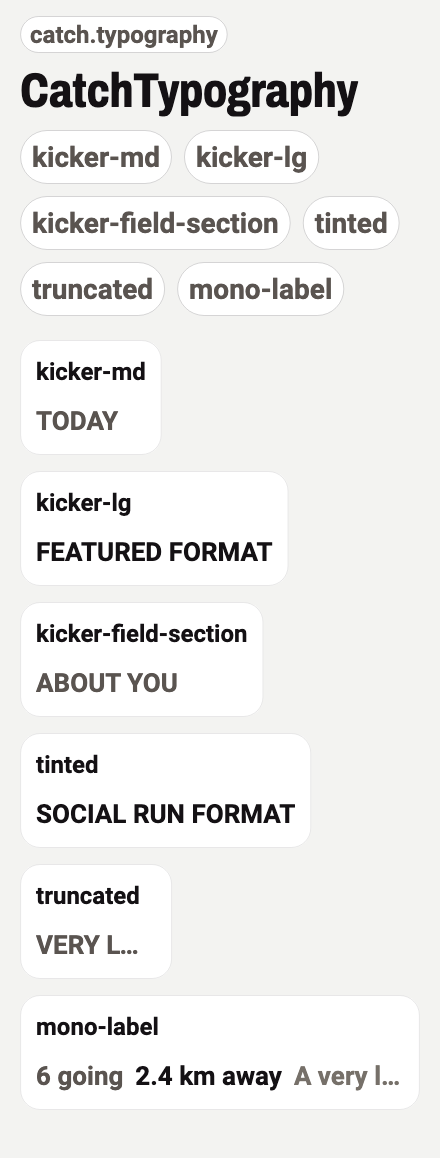 catch.typography
CatchTypography
kicker-md kicker-lg
kicker-field-section tinted
truncated mono-label
kicker-md
TODAY
kicker-lg
FEATURED FORMAT
kicker-field-section
ABOUT YOU
tinted
SOCIAL RUN FORMAT
truncated
VERY L...
mono-label
6 going 2.4 km away A very l...